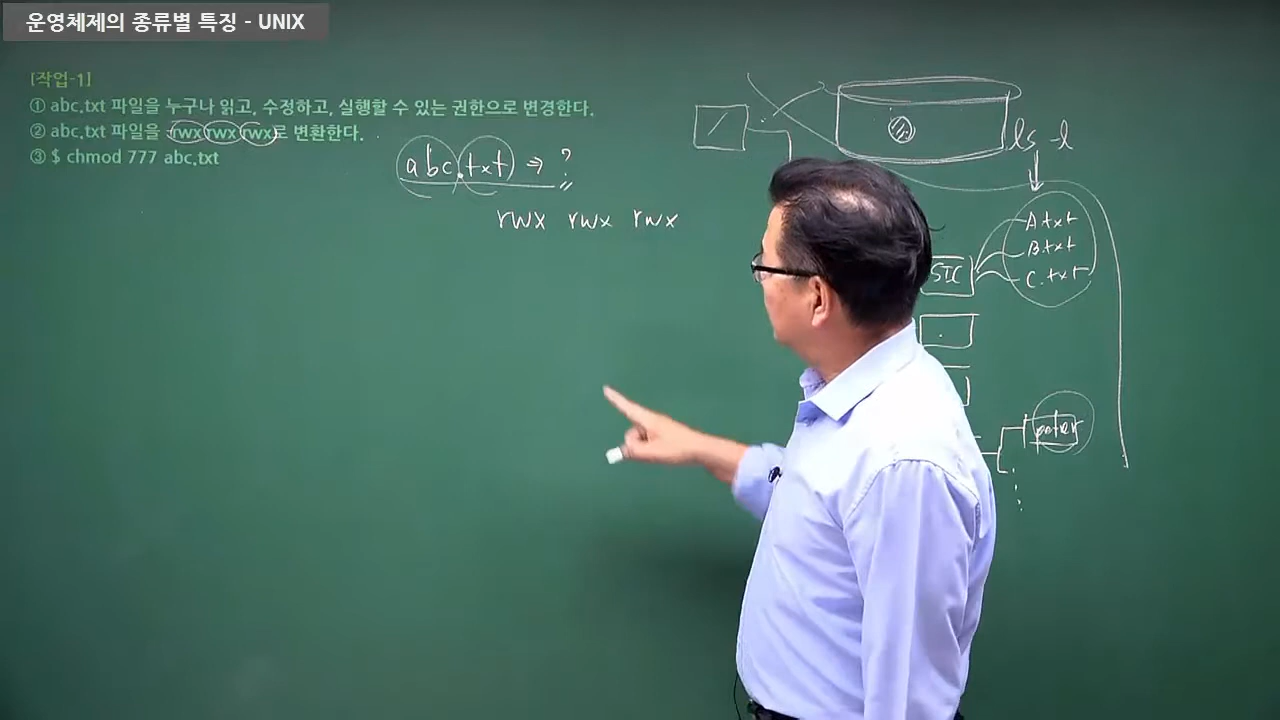 운영체제의 종류별 특징 - UNIX
[작업-1]
① abc.txt 파일을 누구나 읽고, 수정하고, 실행할 수 있는 권한으로 변경한다.
② abc.txt 파일을 rwx rwx rwx로 변환한다.
③ $ chmod 777 abc.txt
abc.txt → ?
rwx rwx rwx
ls -l
A.txt
B.txt
C.txt